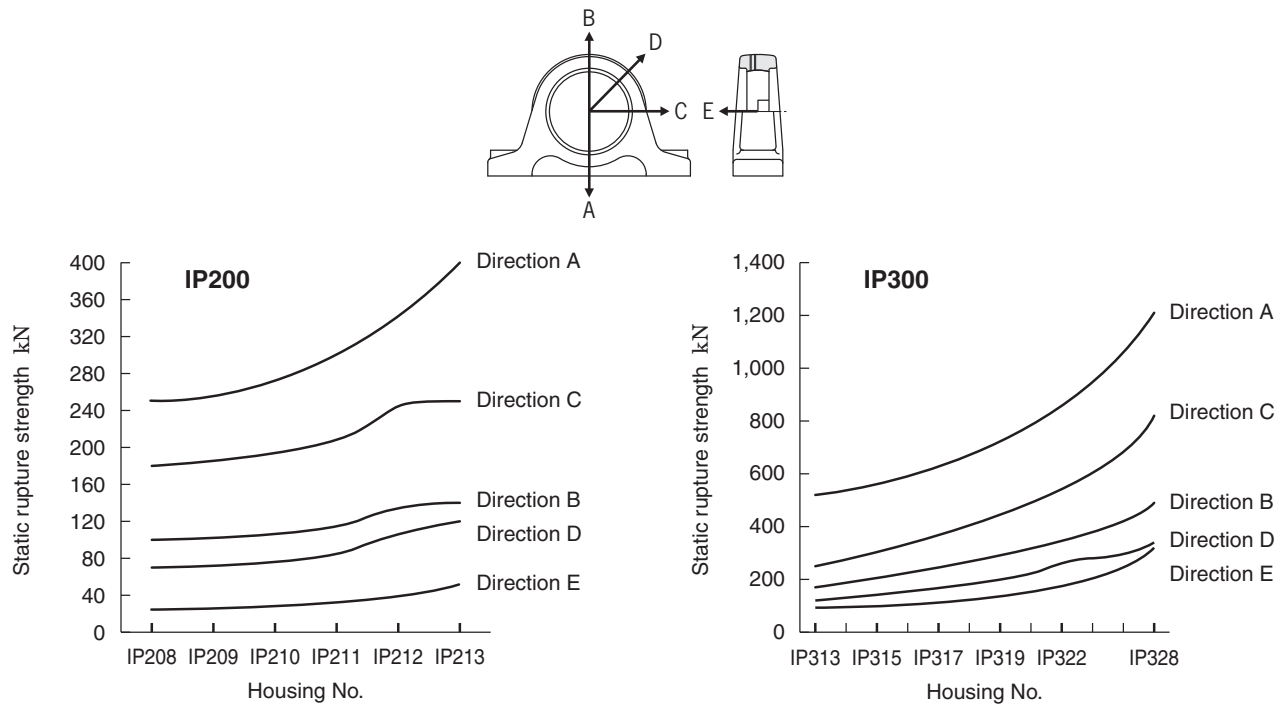 B
D
C
E
A
IP200
Static rupture strength kN
400
360
320
280
240
200
160
120
80
40
0
Direction A
Direction C
Direction B
Direction D
Direction E
IP208 IP209 IP210 IP211 IP212 IP213
Housing No.
IP300
Static rupture strength kN
1,400
1,200
1,000
800
600
400
200
0
Direction A
Direction C
Direction B
Direction D
Direction E
IP313 IP315 IP317 IP319 IP322 IP328
Housing No.